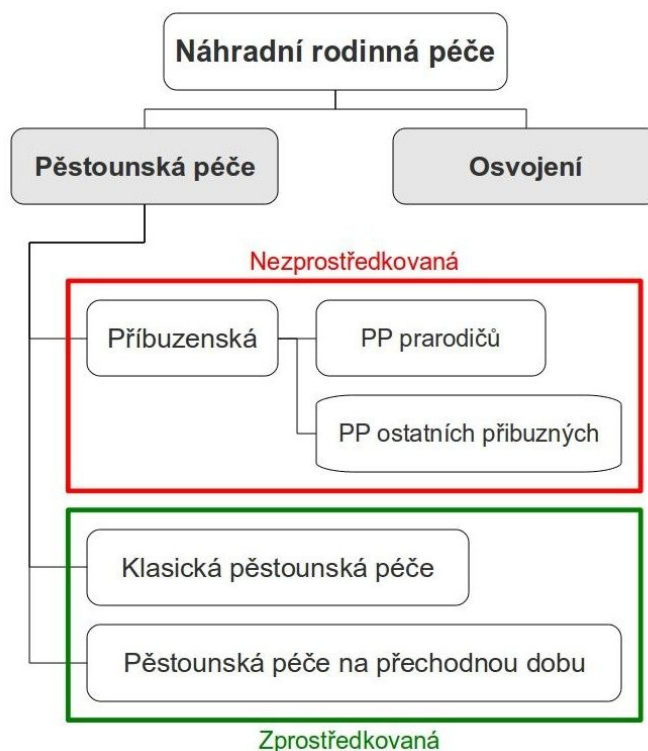 Náhradní rodinná péče
Pěstounská péče
Osvojení
Nezprostředkovaná
Příbuzenská
PP prarodičů
PP ostatních přibuzných
Klasická pěstounská péče
Pěstounská péče na přechodnou dobu
Zprostředkovaná